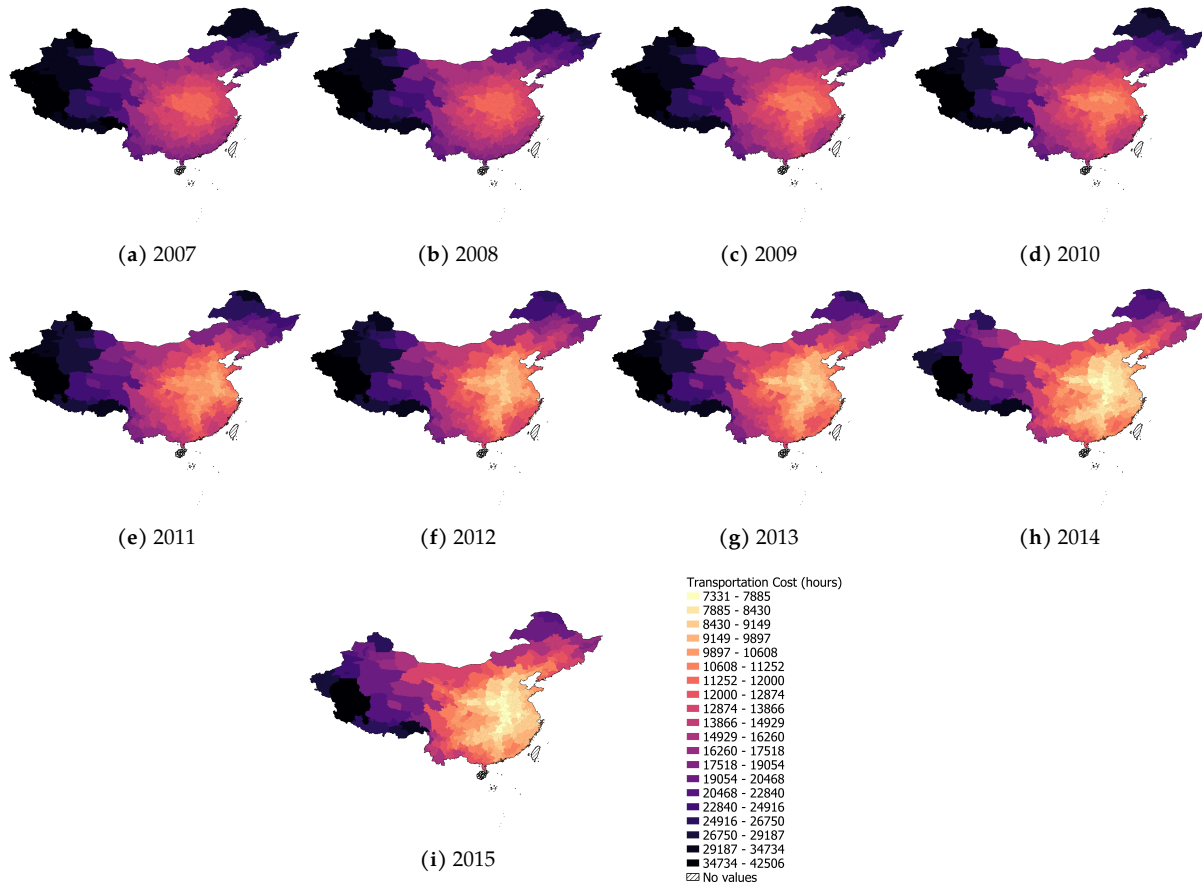 (a) 2007
(b) 2008
(c) 2009
(d) 2010
(e) 2011
(f) 2012
(g) 2013
(h) 2014
(i) 2015
Transportation Cost (hours)
7331 - 7885
7885 - 8430
8430 - 9149
9149 - 9897
9897 - 10608
10608 - 11252
11252 - 12000
12000 - 12874
12874 - 13866
13866 - 14929
14929 - 16260
16260 - 17518
17518 - 19054
19054 - 20468
20468 - 22840
22840 - 24916
24916 - 26750
26750 - 29187
29187 - 34734
34734 - 42506
No values